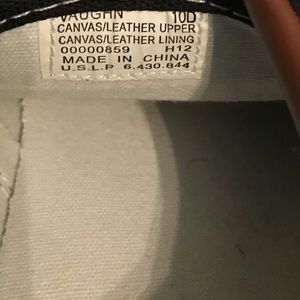 VAUGHN 10D
CANVAS/LEATHER UPPER
CANVAS/LEATHER LINING
00000859 H12
MADE IN CHINA
U.S.L.P 6.430.844